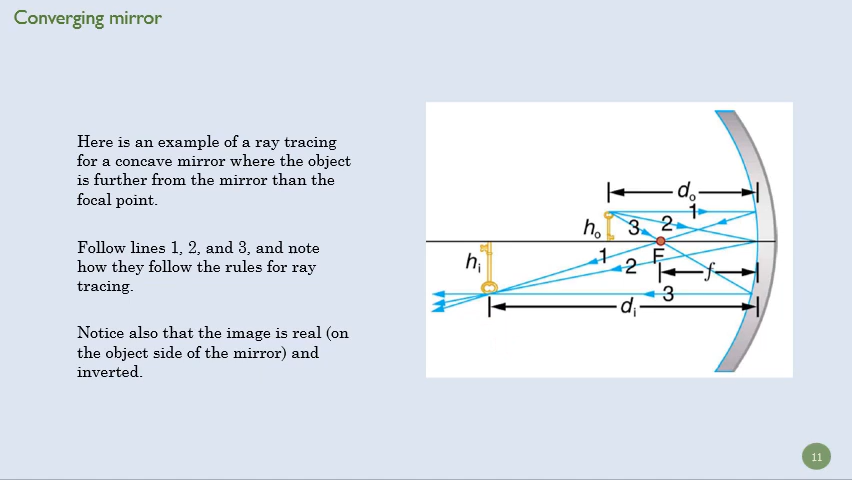 Converging mirror
Here is an example of a ray tracing
for a concave mirror where the object
is further from the mirror than the
focal point.
Follow lines 1, 2, and 3, and note
how they follow the rules for ray
tracing.
Notice also that the image is real (on
the object side of the mirror) and
inverted.
dₒ
1
hₒ
3
2
F
hᵢ
1
2
f
3
dᵢ
11